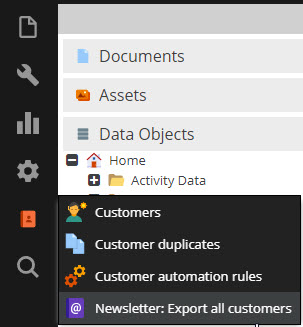 Documents
Assets
Data Objects
Home
Activity Data
Customers
Customer duplicates
Customer automation rules
@ Newsletter: Export all customers